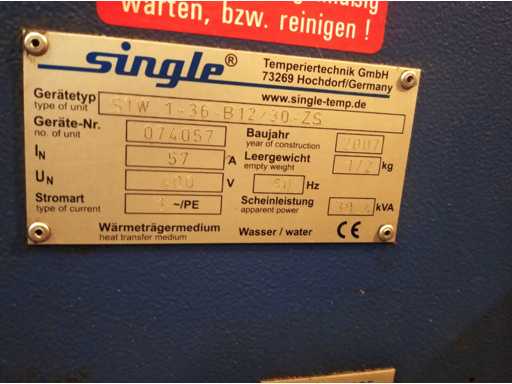 warten, bzw. reinigen !
single®
Temperiertechnik GmbH
73269 Hochdorf/Germany
www.single-temp.de
Gerätetyp
type of unit
STW 1-36-B12/30-ZS
Geräte-Nr.
no. of unit
074057
Baujahr
year of construction
2007
IN
57
A
Leergewicht
empty weight
kg
UN
V
Hz
Stromart
type of current
3 ~/PE
Scheinleistung
apparent power
kVA
Wärmeträgermedium
heat transfer medium
Wasser / water
CE